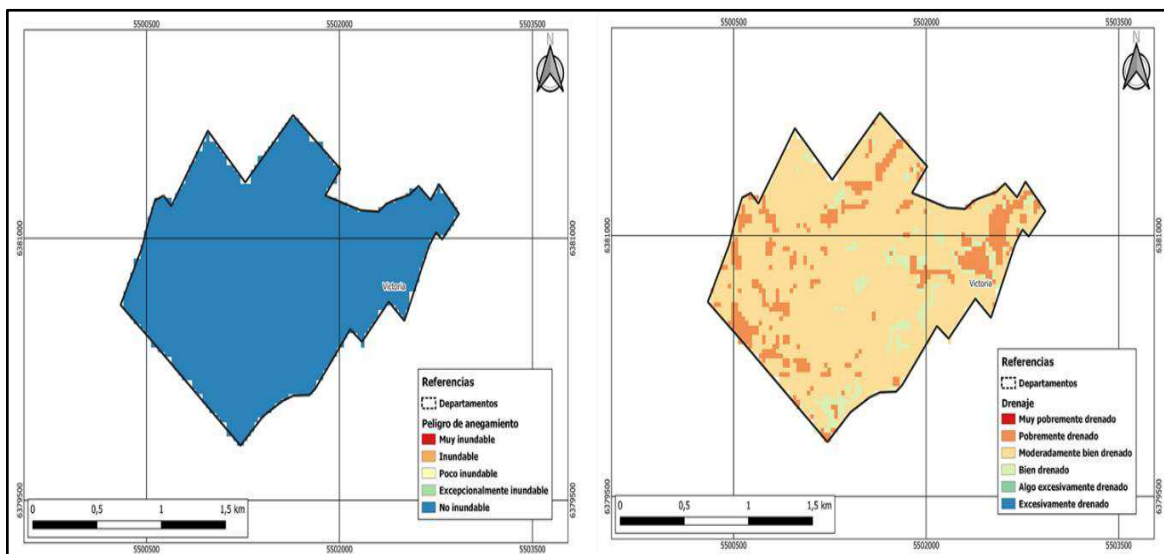 5500500 5502000 5503500
N
6381000 6381000
Victoria
Referencias
Departamentos
Peligro de anegamiento
Muy inundable
Inundable
Poco inundable
Excepcionalmente inundable
No inundable
6379500 6379500
0 0,5 1 1,5 km
5500500 5502000 5503500
5500500 5502000 5503500
N
6381000 6381000
Victoria
Referencias
Departamentos
Drenaje
Muy pobremente drenado
Pobremente drenado
Moderadamente bien drenado
Bien drenado
Algo excesivamente drenado
Excesivamente drenado
6379500 6379500
0 0,5 1 1,5 km
5500500 5502000 5503500